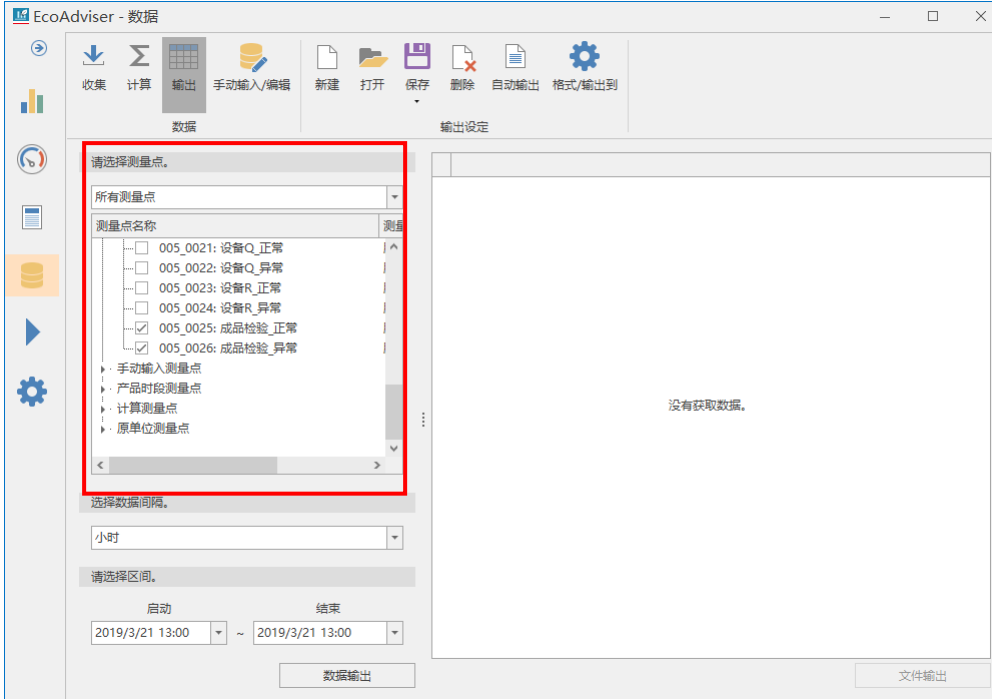 EcoAdviser - 数据
收集 计算 输出 手动输入/编辑 新建 打开 保存 删除 自动输出 格式/输出到
数据 输出设定
请选择测量点。
所有测量点
测量点名称
005_0021: 设备Q_正常
005_0022: 设备Q_异常
005_0023: 设备R_正常
005_0024: 设备R_异常
005_0025: 成品检验_正常
005_0026: 成品检验_异常
手动输入测量点
产品时段测量点
计算测量点
原单位测量点
没有获取数据。
选择数据间隔。
小时
请选择区间。
启动 结束
2019/3/21 13:00 ~ 2019/3/21 13:00
数据输出 文件输出